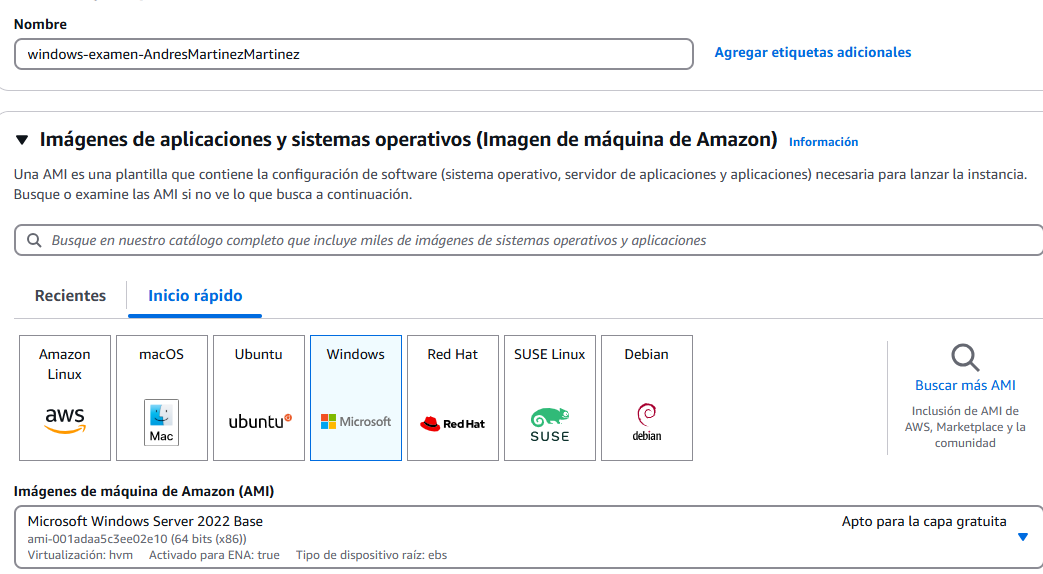 Nombre
windows-examen-AndresMartinezMartinez
Agregar etiquetas adicionales
Imágenes de aplicaciones y sistemas operativos (Imagen de máquina de Amazon)
Información
Una AMI es una plantilla que contiene la configuración de software (sistema operativo, servidor de aplicaciones y aplicaciones) necesaria para lanzar la instancia.
Busque o examine las AMI si no ve lo que busca a continuación.
Busque en nuestro catálogo completo que incluye miles de imágenes de sistemas operativos y aplicaciones
Recientes
Inicio rápido
Amazon
Linux
aws
macOS
Mac
Ubuntu
ubuntu
Windows
Microsoft
Red Hat
Red Hat
SUSE Linux
SUSE
Debian
debian
Buscar más AMI
Inclusión de AMI de
AWS, Marketplace y la
comunidad
Imágenes de máquina de Amazon (AMI)
Microsoft Windows Server 2022 Base
Apto para la capa gratuita
ami-001adaa5c3ee02e10 (64 bits (x86))
Virtualización: hvm Activado para ENA: true Tipo de dispositivo raíz: ebs